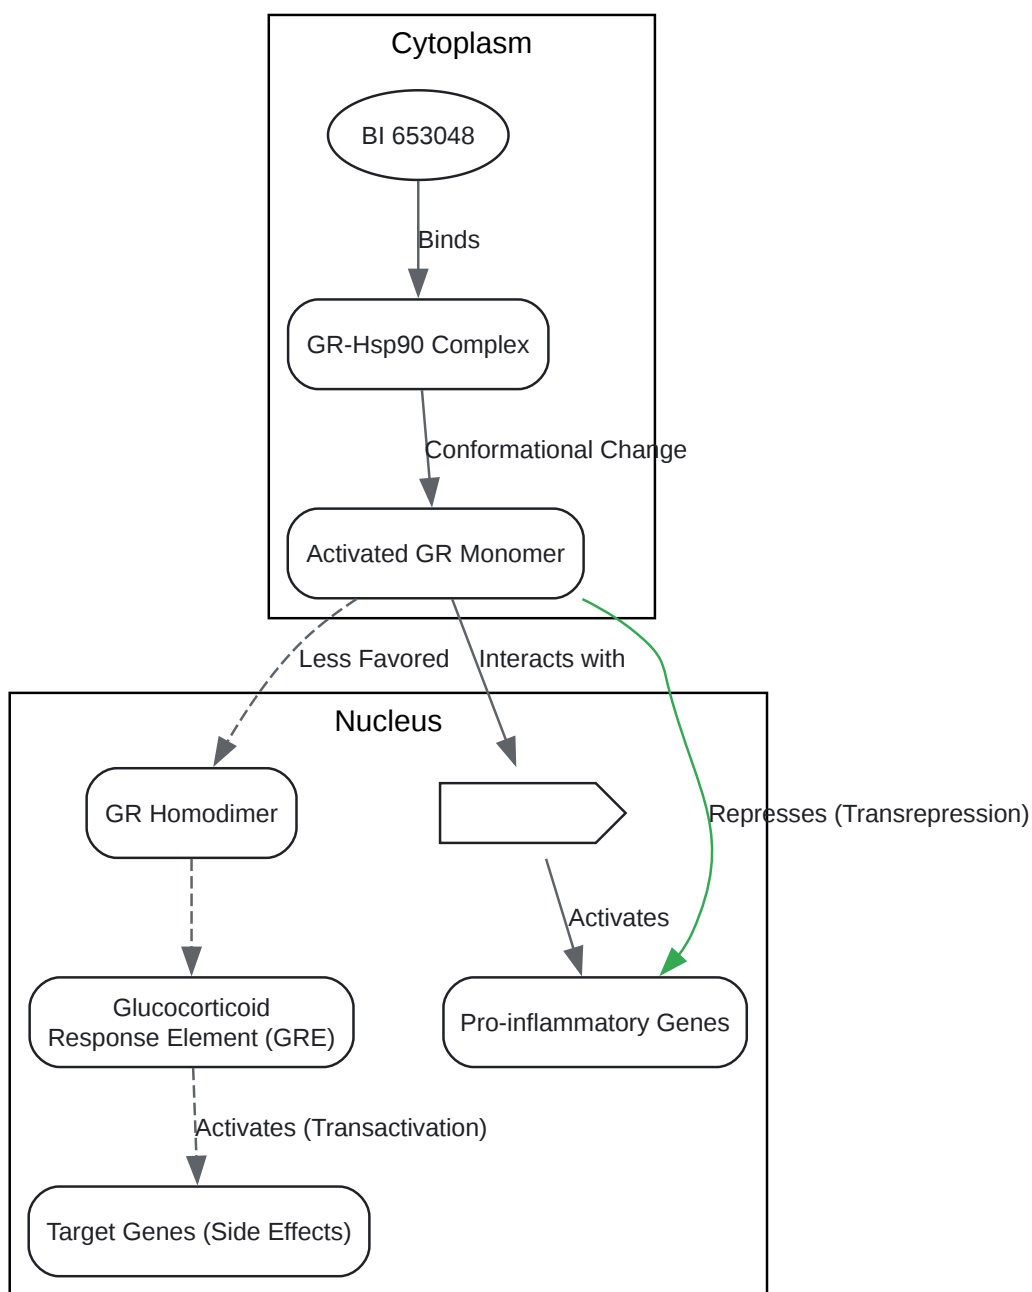 Cytoplasm
BI 653048
Binds
GR-Hsp90 Complex
Conformational Change
Activated GR Monomer
Less Favored
Interacts with
Nucleus
GR Homodimer
Represses (Transrepression)
Activates
Glucocorticoid
Response Element (GRE)
Pro-inflammatory Genes
Activates (Transactivation)
Target Genes (Side Effects)